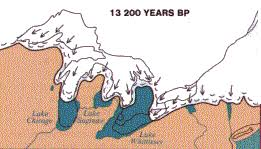 13 200 YEARS BP
Lake
Chicago
Lake
Saginaw
Lake
Whittlesey